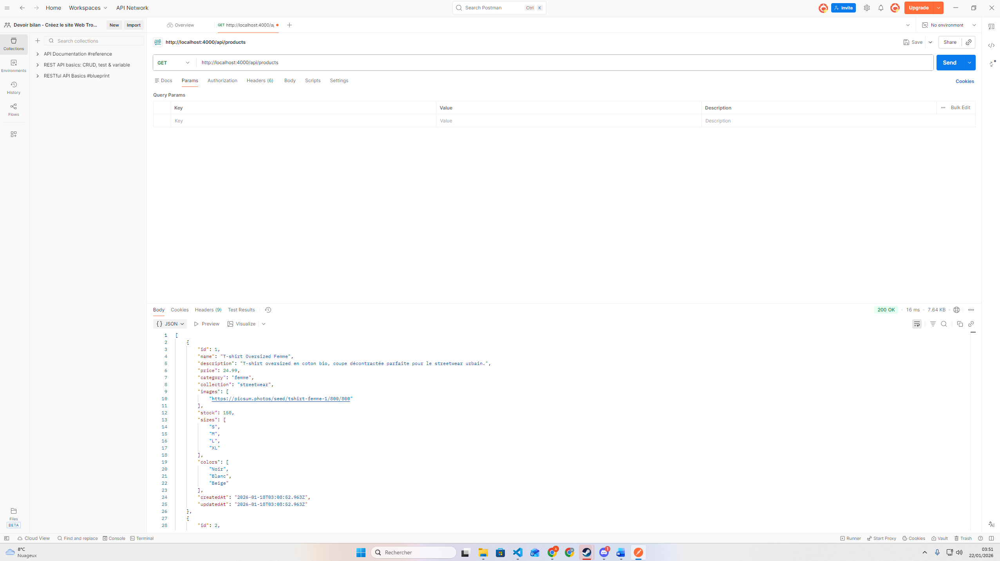 Home Workspaces API Network Search Postman Ctrl K Invite Upgrade
Devoir bilan - Créez le site Web Tro... New Import Overview GET http://localhost:4000/a No environment
Search collections
HTTP http://localhost:4000/api/products Save Share
Collections
API Documentation #reference
REST API basics: CRUD, test & variable
RESTful API Basics #blueprint
Environments
History
Flows
GET http://localhost:4000/api/products Send
Docs Params Authorization Headers (6) Body Scripts Settings Cookies
Query Params
Key Value Description Bulk Edit
Key Value Description
Body Cookies Headers (9) Test Results 200 OK 16 ms 7.64 KB
{} JSON Preview Visualize
1 [
2 {
3 "id": 1,
4 "name": "T-shirt Oversized Femme",
5 "description": "T-shirt oversized en coton bio, coupe décontractée parfaite pour le streetwear urbain.",
6 "price": 24.99,
7 "category": "femme",
8 "collection": "streetwear",
9 "images": [
10 "https://picsum.photos/seed/tshirt-femme-1/800/800"
11 ],
12 "stock": 150,
13 "sizes": [
14 "S",
15 "M",
16 "L",
17 "XL"
18 ],
19 "colors": [
20 "Noir",
21 "Blanc",
22 "Beige"
23 ],
24 "createdAt": "2026-01-18T03:08:52.963Z",
25 "updatedAt": "2026-01-18T03:08:52.963Z"
26 },
27 {
28 "id": 2,
Files
BETA
AI
Cloud View Find and replace Console Terminal Runner Start Proxy Cookies Vault Trash
8°C
Nuageux
Rechercher
A
M
1
03:51
22/01/2026